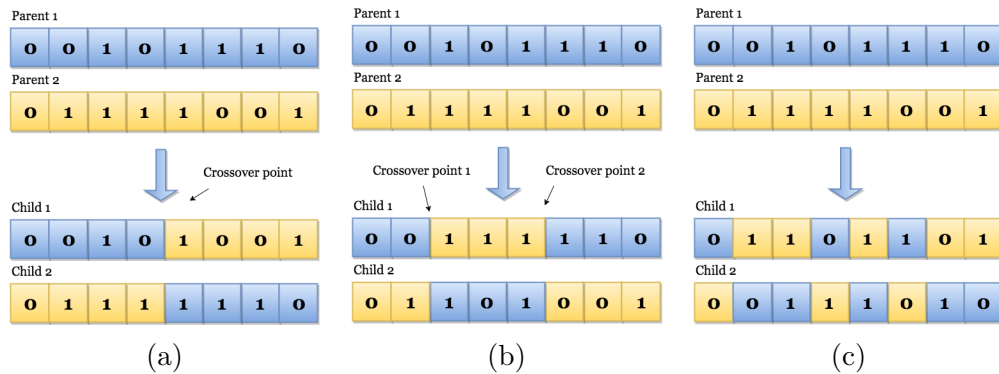 Parent 1
0 0 1 0 1 1 1 0
Parent 2
0 1 1 1 1 0 0 1
Crossover point
Child 1
0 0 1 0 1 0 0 1
Child 2
0 1 1 1 1 1 1 0
(a)
Parent 1
0 0 1 0 1 1 1 0
Parent 2
0 1 1 1 1 0 0 1
Crossover point 1
Crossover point 2
Child 1
0 0 1 1 1 1 1 0
Child 2
0 1 1 0 1 0 0 1
(b)
Parent 1
0 0 1 0 1 1 1 0
Parent 2
0 1 1 1 1 0 0 1
Child 1
0 1 1 0 1 1 0 1
Child 2
0 0 1 1 1 0 1 0
(c)